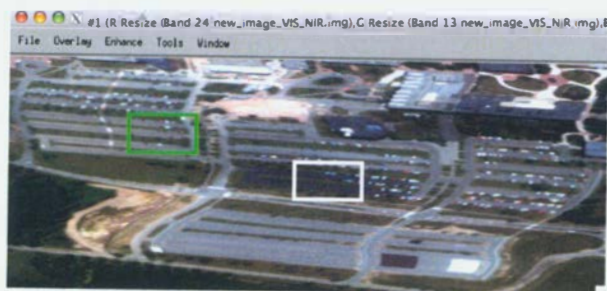 #1 (R Resize (Band 24 new_image_VIS_NIR.img),G Resize (Band 13 new_image_VIS_NIR.img),
File Overlay Enhance Tools Window